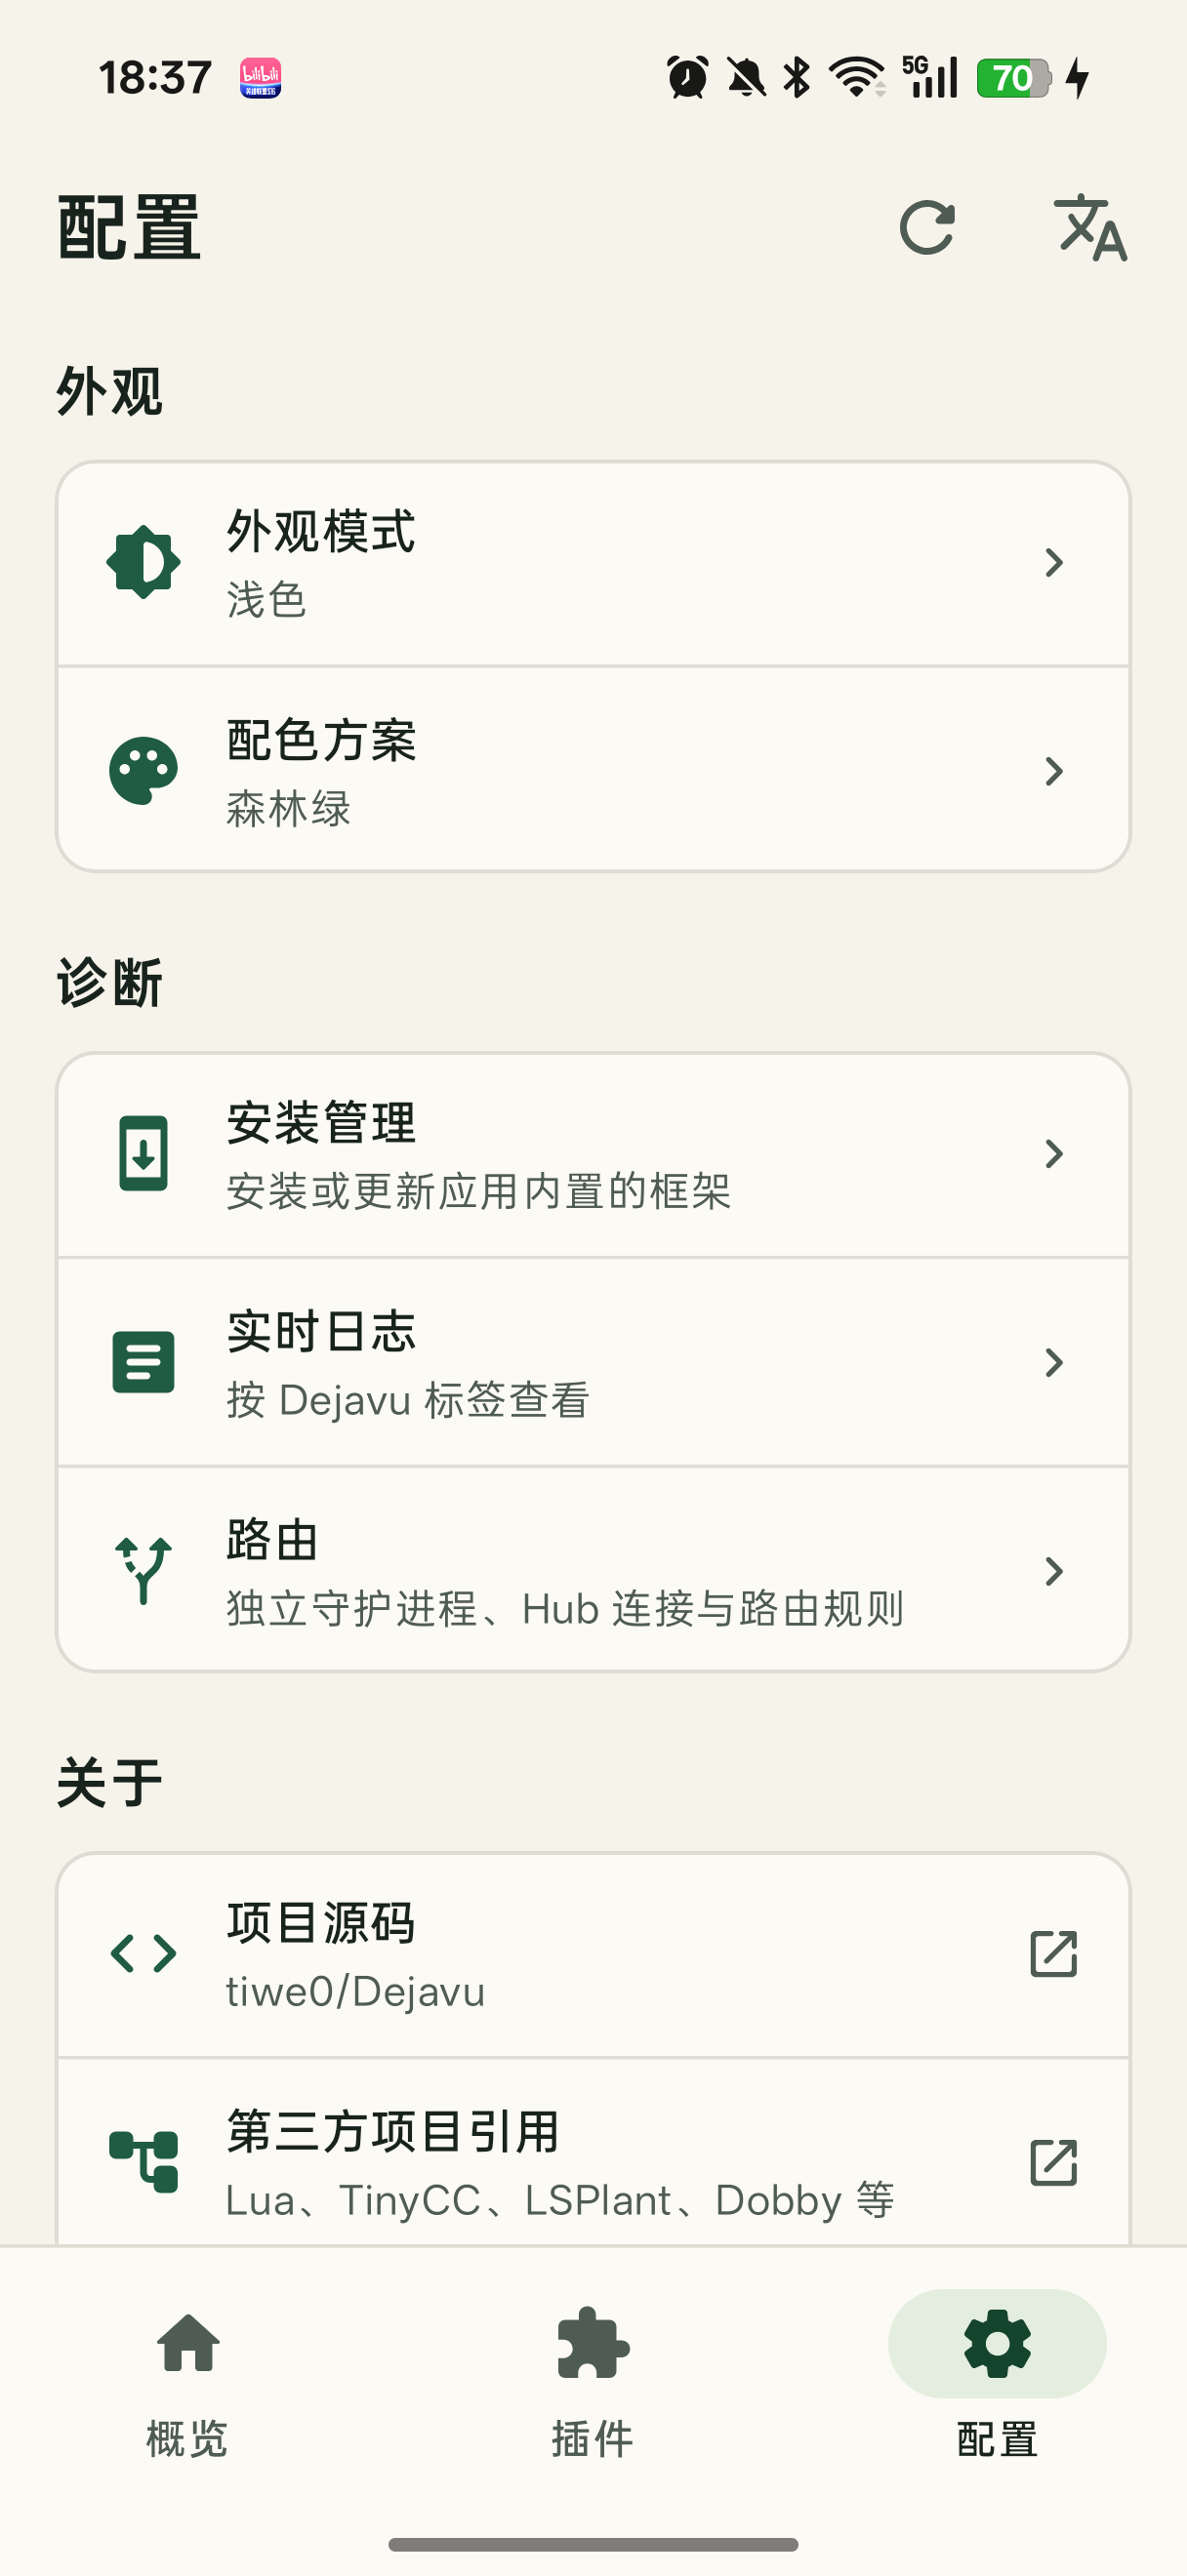 18:37
bilibili
5G
70
配置
外观
外观模式
浅色
配色方案
森林绿
诊断
安装管理
安装或更新应用内置的框架
实时日志
按 Dejavu 标签查看
路由
独立守护进程、Hub 连接与路由规则
关于
项目源码
tiwe0/Dejavu
第三方项目引用
Lua、TinyCC、LSPlant、Dobby 等
概览
插件
配置